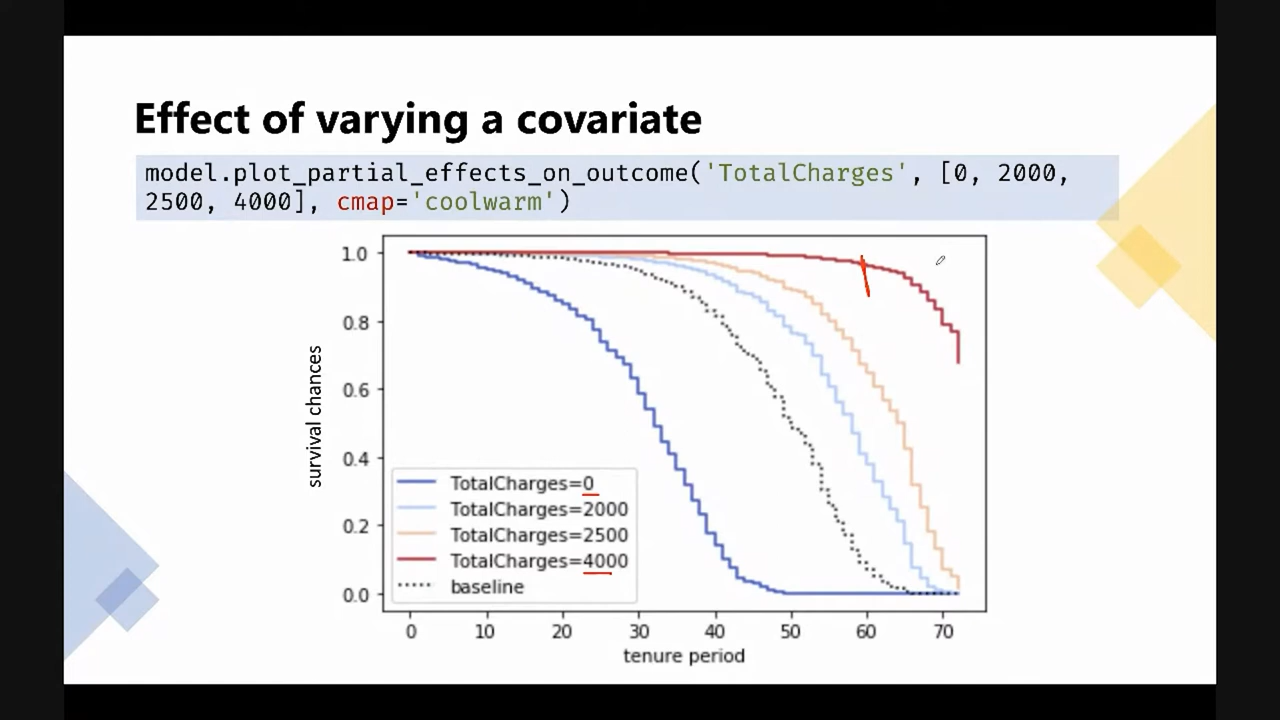 Effect of varying a covariate
model.plot_partial_effects_on_outcome('TotalCharges', [0, 2000,
2500, 4000], cmap='coolwarm')
survival chances
1.0
0.8
0.6
0.4
0.2
0.0
TotalCharges=0
TotalCharges=2000
TotalCharges=2500
TotalCharges=4000
baseline
0 10 20 30 40 50 60 70
tenure period